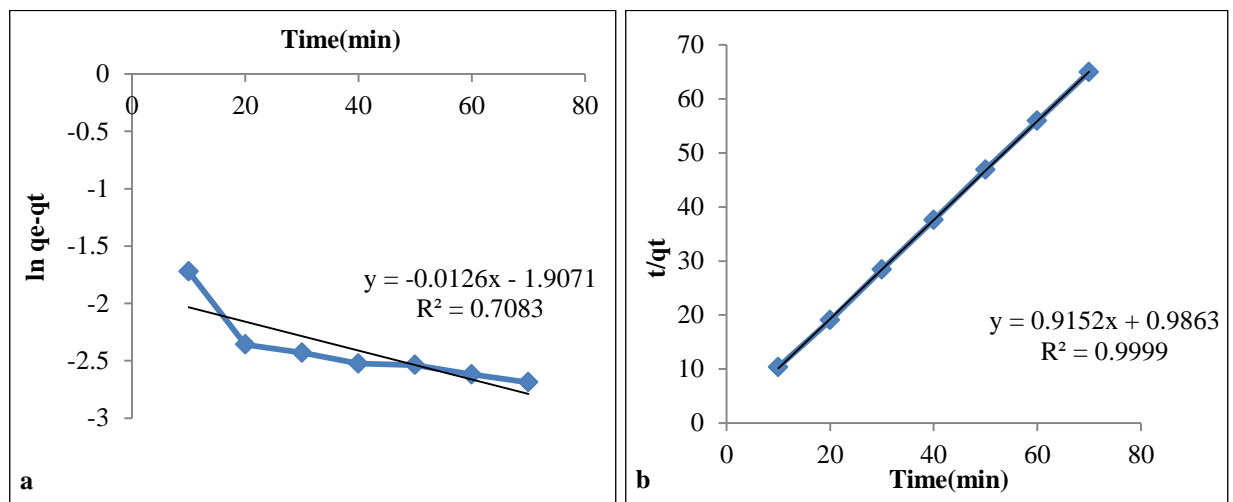 Time(min)
0
0
20
40
60
80
-0.5
-1
-1.5
-2
-2.5
-3
ln qe-qt
y = -0.0126x - 1.9071
R² = 0.7083
a
70
60
50
40
30
20
10
0
t/qt
y = 0.9152x + 0.9863
R² = 0.9999
0
20
40
60
80
Time(min)
b